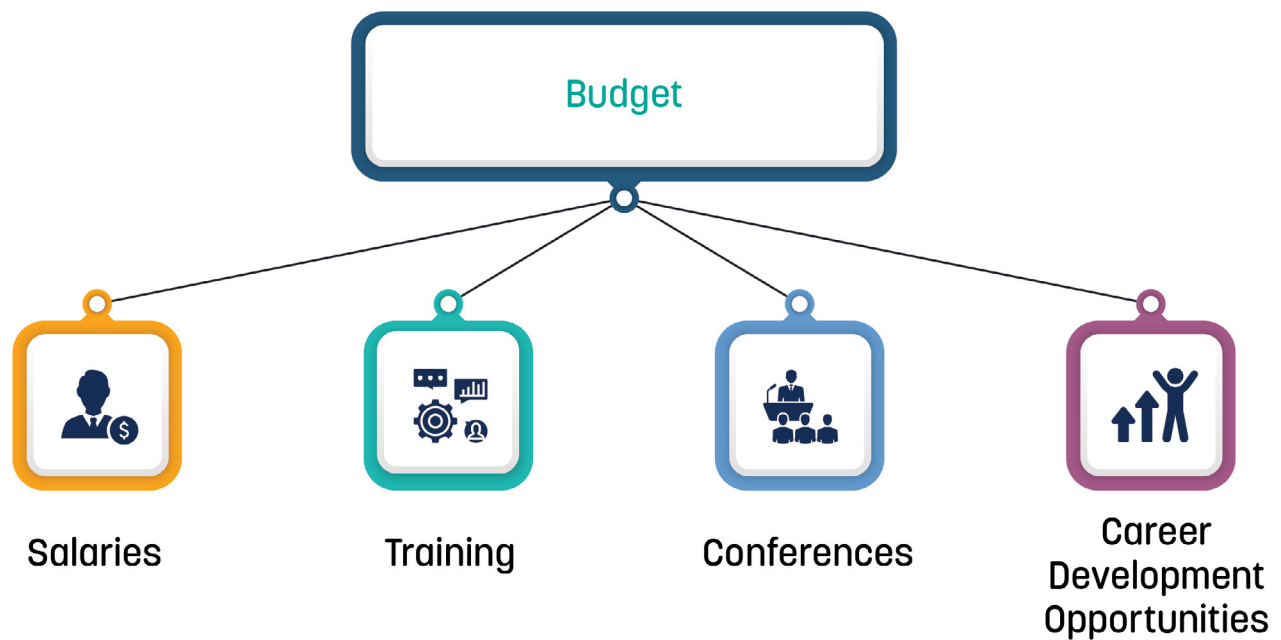 Budget
Salaries
Training
Conferences
Career
Development
Opportunities
$